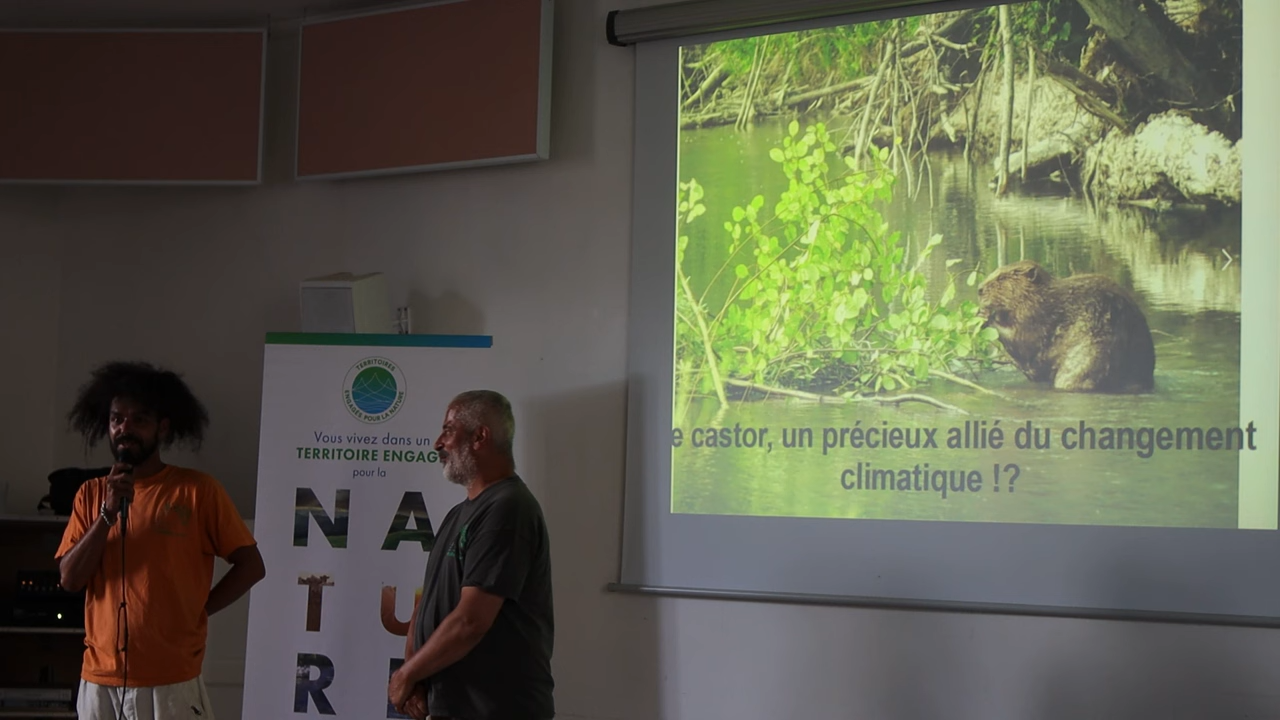 TERRITOIRES
ENGAGÉS POUR LA NATURE
Vous vivez dans un
TERRITOIRE ENGAG
pour la
N A
T U
R E
e castor, un précieux allié du changement
climatique !?